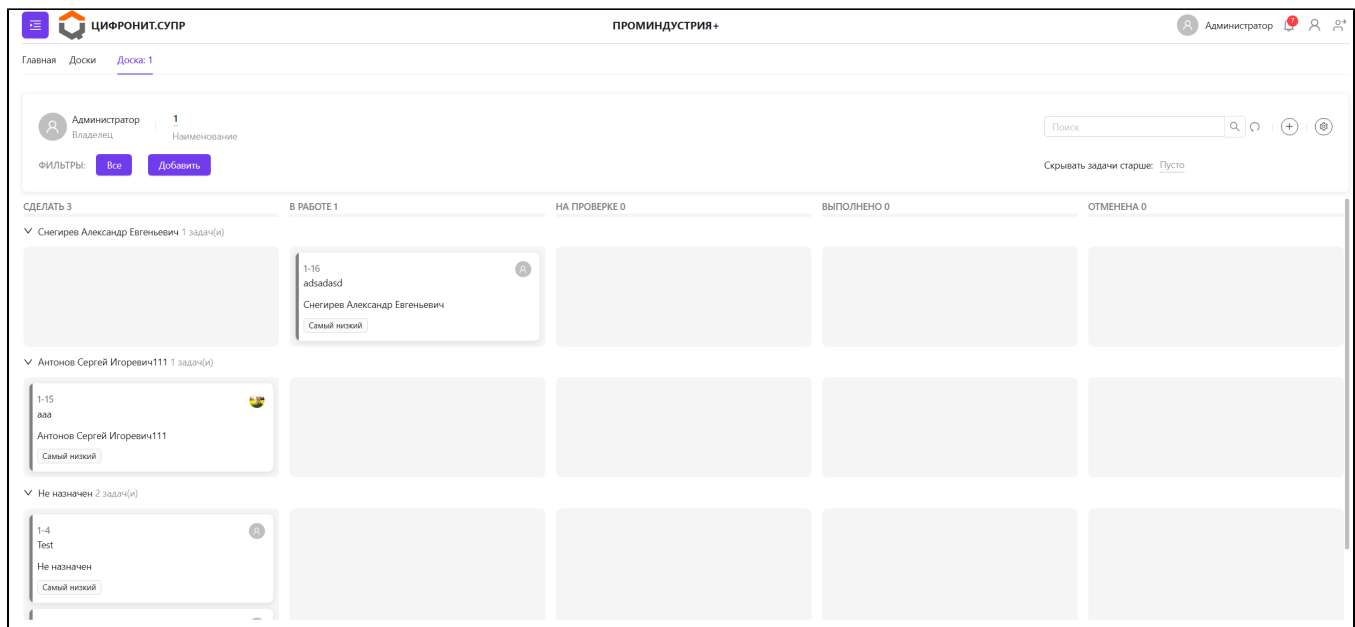 ЦИФРОНИТ.СУПР
ПРОМИНДУСТРИЯ+
Администратор
7
Главная Доски Доска: 1
Администратор
Владелец
1
Наименование
Поиск
ФИЛЬТРЫ: Все Добавить
Скрывать задачи старше: Пусто
СДЕЛАТЬ 3 В РАБОТЕ 1 НА ПРОВЕРКЕ 0 ВЫПОЛНЕНО 0 ОТМЕНЕНА 0
Снегирев Александр Евгеньевич 1 задач(и)
1-16
adsadasd
Снегирев Александр Евгеньевич
Самый низкий
Антонов Сергей Игоревич111 1 задач(и)
1-15
aaa
Антонов Сергей Игоревич111
Самый низкий
Не назначен 2 задач(и)
1-4
Test
Не назначен
Самый низкий